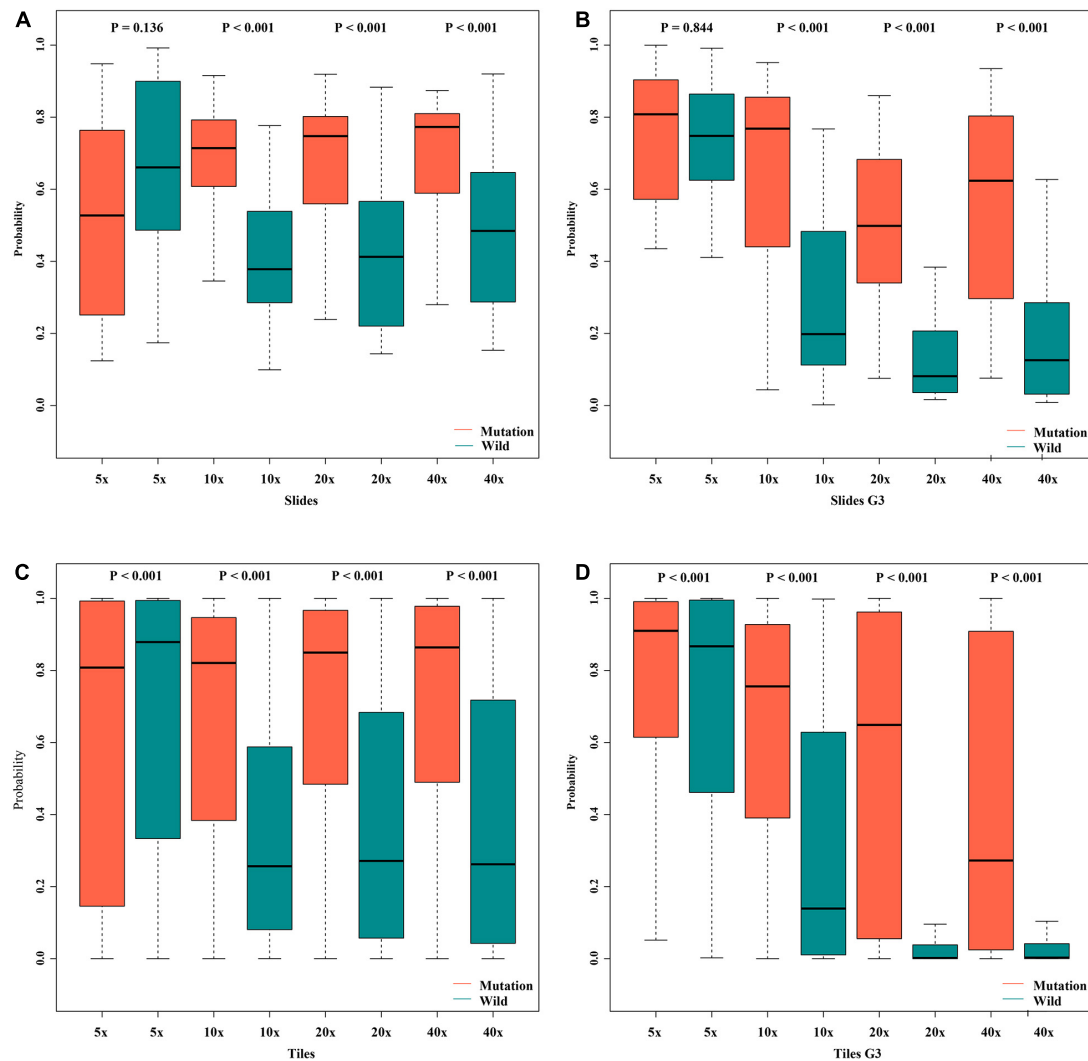 A
P = 0.136 P < 0.001 P < 0.001 P < 0.001
1.0
0.8
0.6
0.4
0.2
0.0
Probability
Mutation
Wild
5x 5x 10x 10x 20x 20x 40x 40x
Slides
B
P = 0.844 P < 0.001 P < 0.001 P < 0.001
1.0
0.8
0.6
0.4
0.2
0.0
Probability
Mutation
Wild
5x 5x 10x 10x 20x 20x 40x 40x
Slides G3
C
P < 0.001 P < 0.001 P < 0.001 P < 0.001
1.0
0.8
0.6
0.4
0.2
0.0
Probability
Mutation
Wild
5x 5x 10x 10x 20x 20x 40x 40x
Tiles
D
P < 0.001 P < 0.001 P < 0.001 P < 0.001
1.0
0.8
0.6
0.4
0.2
0.0
Probability
Mutation
Wild
5x 5x 10x 10x 20x 20x 40x 40x
Tiles G3